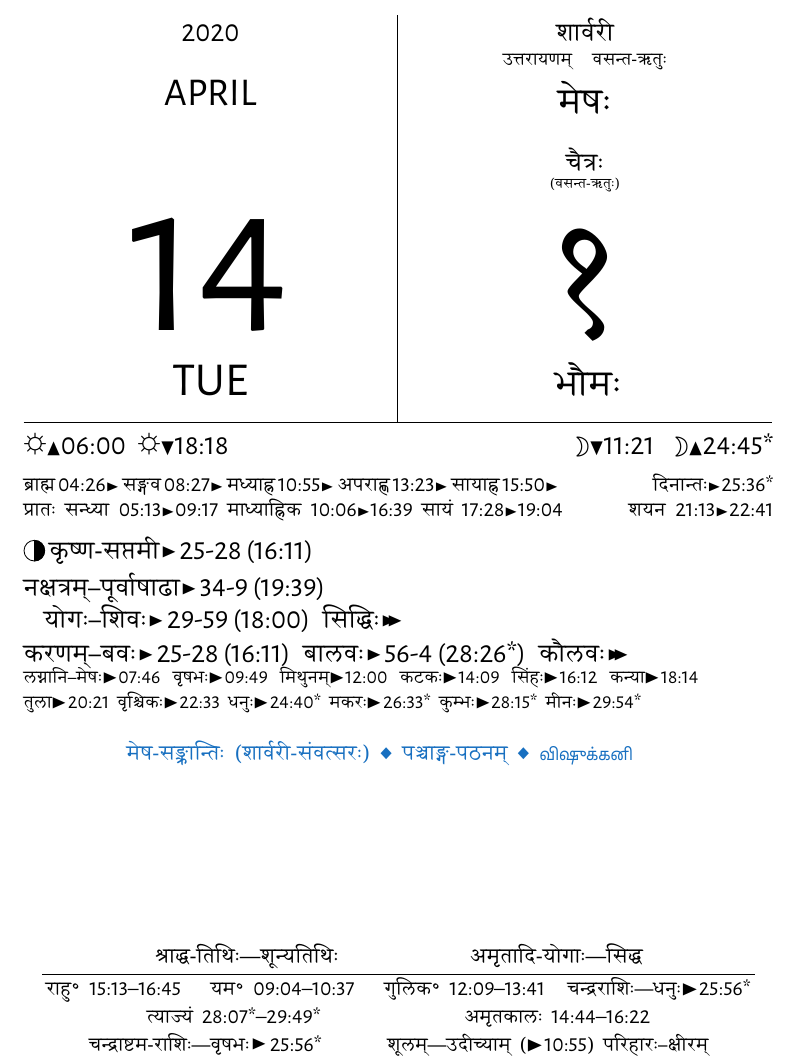 2020
APRIL
14
TUE
शार्वरी
उत्तरायणम् वसन्त-ऋतुः
मेषः
चैत्रः
(वसन्त-ऋतुः)
१
भौमः
☼▲06:00 ☼▼18:18 ☽▼11:21 ☽▲24:45*
ब्राह्म 04:26► सङ्गव 08:27► मध्याह्न 10:55► अपराह्ण 13:23► सायाह्न 15:50► दिनान्तः►25:36*
प्रातः सन्ध्या 05:13►09:17 माध्याह्निक 10:06►16:39 सायं 17:28►19:04 शयन 21:13►22:41
◑ कृष्ण-सप्तमी►25-28 (16:11)
नक्षत्रम्–पूर्वाषाढा►34-9 (19:39)
योगः–शिवः►29-59 (18:00) सिद्धिः►►
करणम्–बवः►25-28 (16:11) बालवः►56-4 (28:26*) कौलवः►►
लग्नानि–मेषः►07:46 वृषभः►09:49 मिथुनम्►12:00 कटकः►14:09 सिंहः►16:12 कन्या►18:14
तुला►20:21 वृश्चिकः►22:33 धनुः►24:40* मकरः►26:33* कुम्भः►28:15* मीनः►29:54*
मेष-सङ्क्रान्तिः (शार्वरी-संवत्सरः) ◆ पञ्चाङ्ग-पठनम् ◆ விஷுக்கனி
श्राद्ध-तिथिः—शून्यतिथिः अमृतादि-योगाः—सिद्ध
राहु॰ 15:13–16:45 यम॰ 09:04–10:37 गुलिक॰ 12:09–13:41 चन्द्रराशिः—धनुः►25:56*
त्याज्यं 28:07*–29:49* अमृतकालः 14:44–16:22
चन्द्राष्टम-राशिः—वृषभः►25:56* शूलम्—उदीच्याम् (►10:55) परिहारः–क्षीरम्